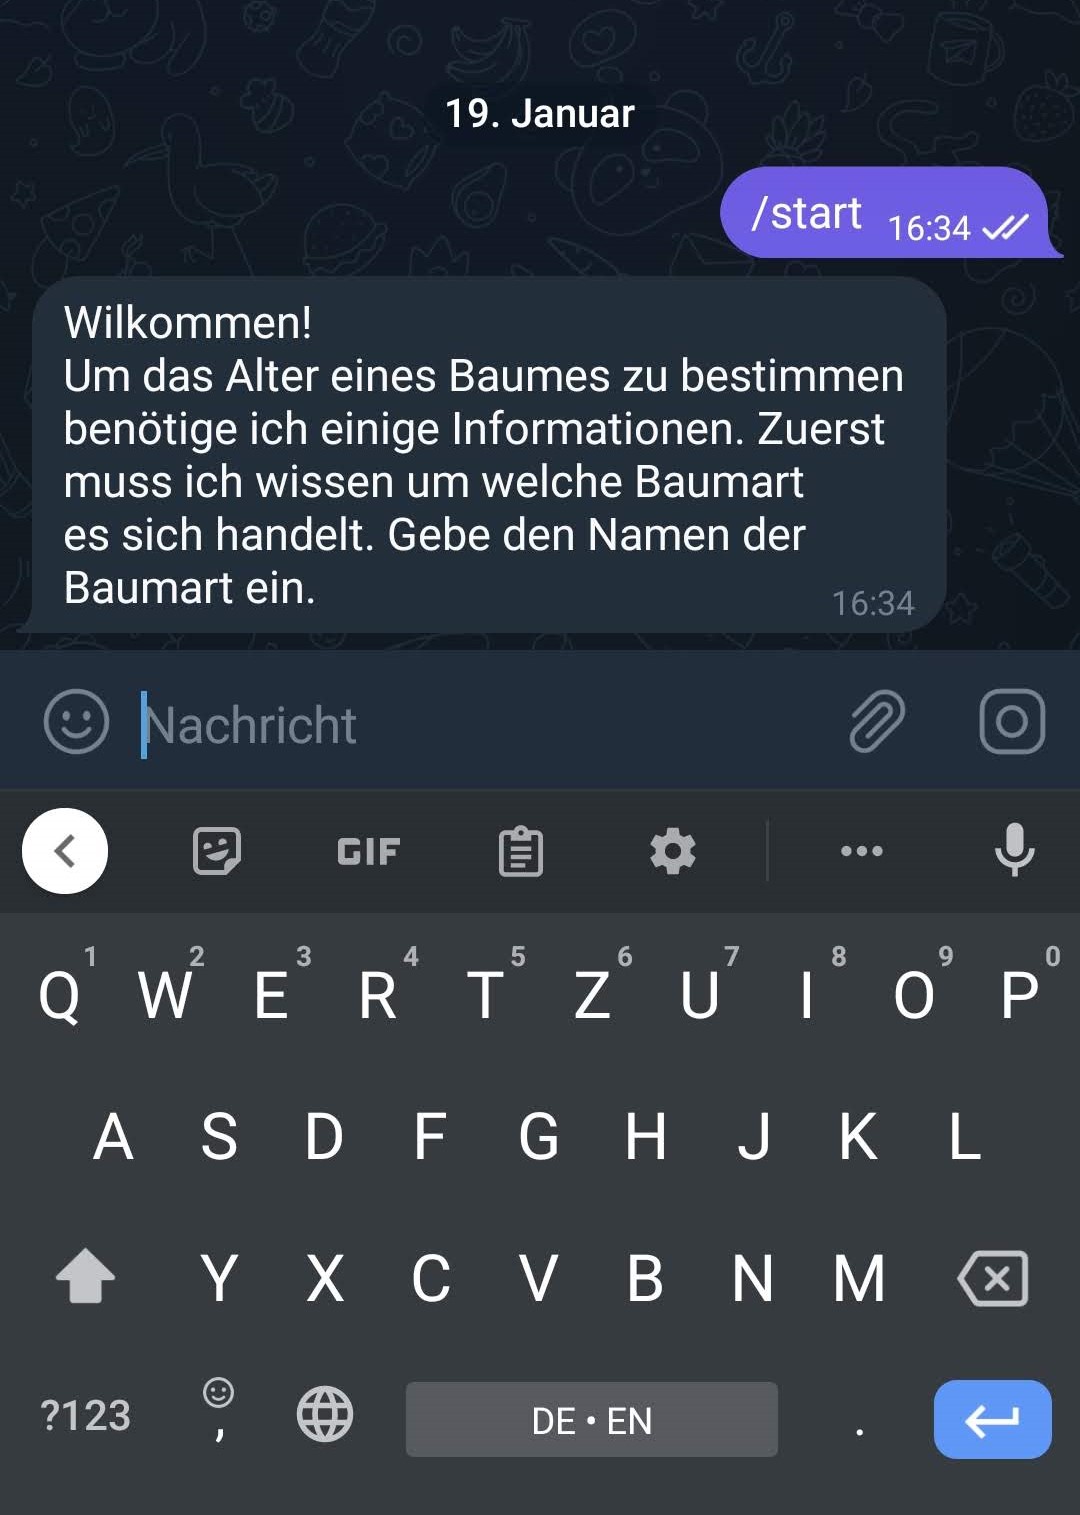 19. Januar
/start 16:34
Wilkommen!
Um das Alter eines Baumes zu bestimmen
benötige ich einige Informationen. Zuerst
muss ich wissen um welche Baumart
es sich handelt. Gebe den Namen der
Baumart ein.
16:34
Nachricht
GIF
1 2 3 4 5 6 7 8 9 0
Q W E R T Z U I O P
A S D F G H J K L
Y X C V B N M
?123 , DE • EN .